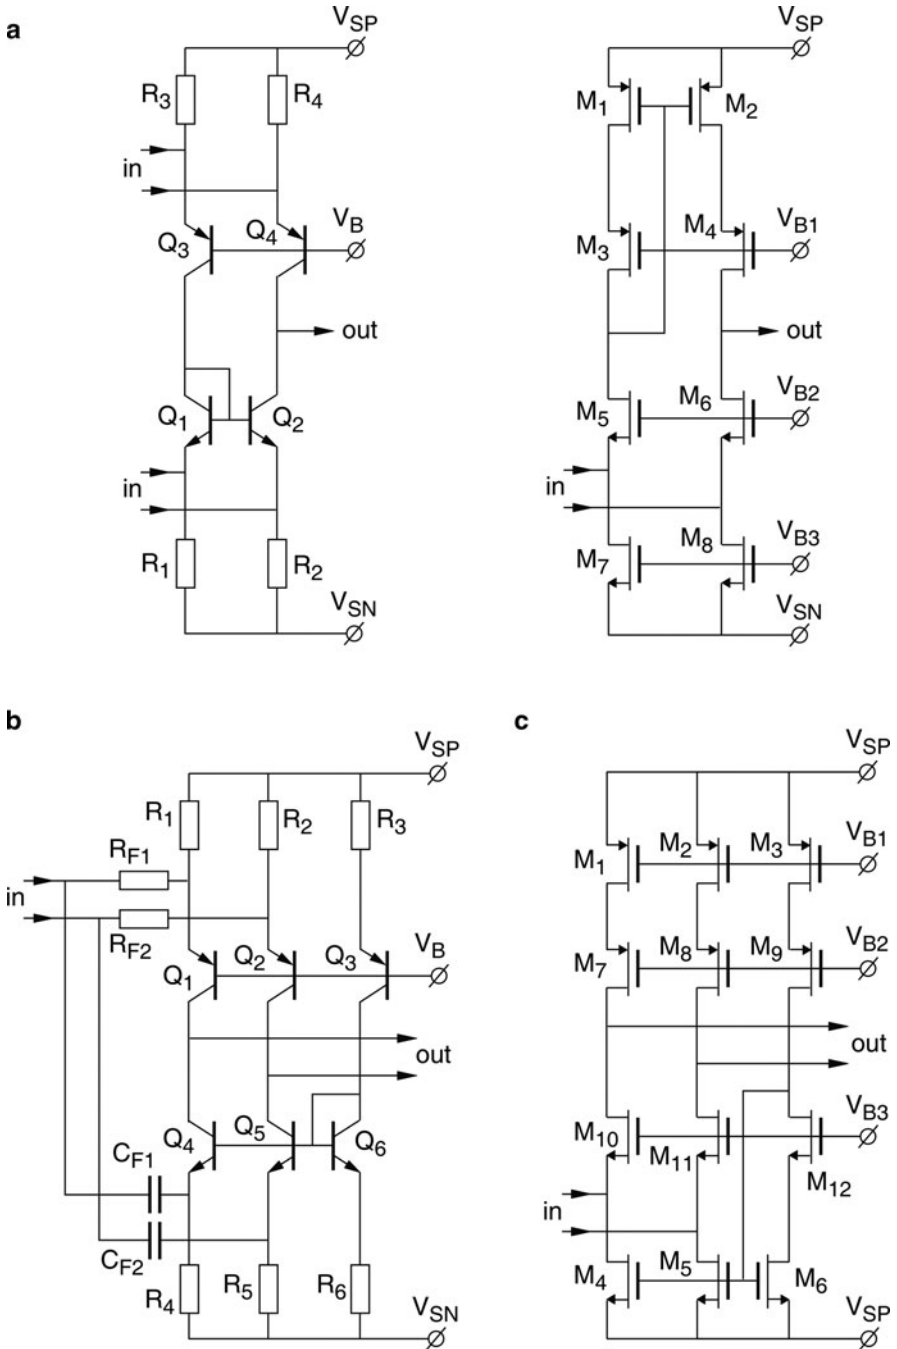 a
V_SP
R_3
R_4
in
V_B
Q_3
Q_4
out
Q_1
Q_2
in
R_1
R_2
V_SN
V_SP
M_1
M_2
V_B1
M_3
M_4
out
V_B2
M_5
M_6
in
V_B3
M_7
M_8
V_SN
b
V_SP
R_1
R_2
R_3
R_F1
in
R_F2
V_B
Q_1
Q_2
Q_3
out
Q_4
Q_5
Q_6
C_F1
C_F2
R_4
R_5
R_6
V_SN
c
V_SP
V_B1
M_1
M_2
M_3
V_B2
M_7
M_8
M_9
out
V_B3
M_10
M_11
M_12
in
M_4
M_5
M_6
V_SP